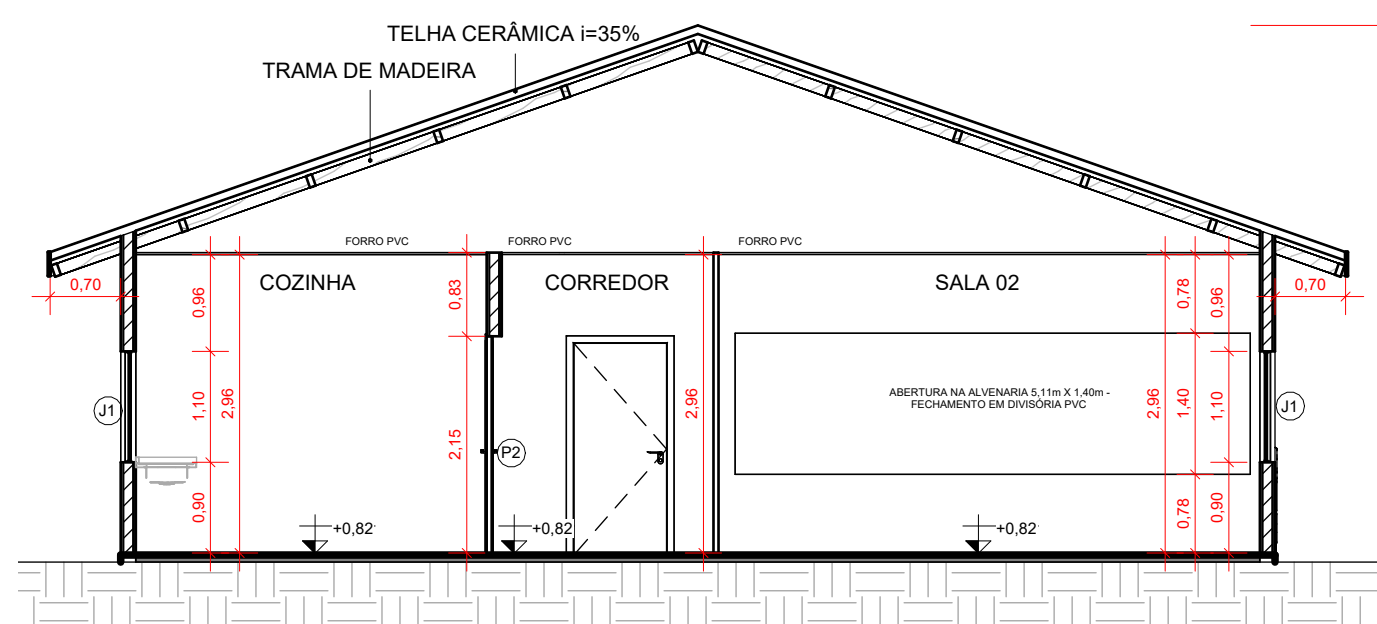 TELHA CERÂMICA i=35%
TRAMA DE MADEIRA
FORRO PVC
FORRO PVC
FORRO PVC
COZINHA
CORREDOR
SALA 02
0,70
0,96
0,83
0,78
0,96
0,70
J1
1,10
2,96
2,15
P2
2,96
ABERTURA NA ALVENARIA 5,11m X 1,40m -
FECHAMENTO EM DIVISÓRIA PVC
2,96
1,40
1,10
J1
0,90
0,78
0,90
+0,82
+0,82
+0,82